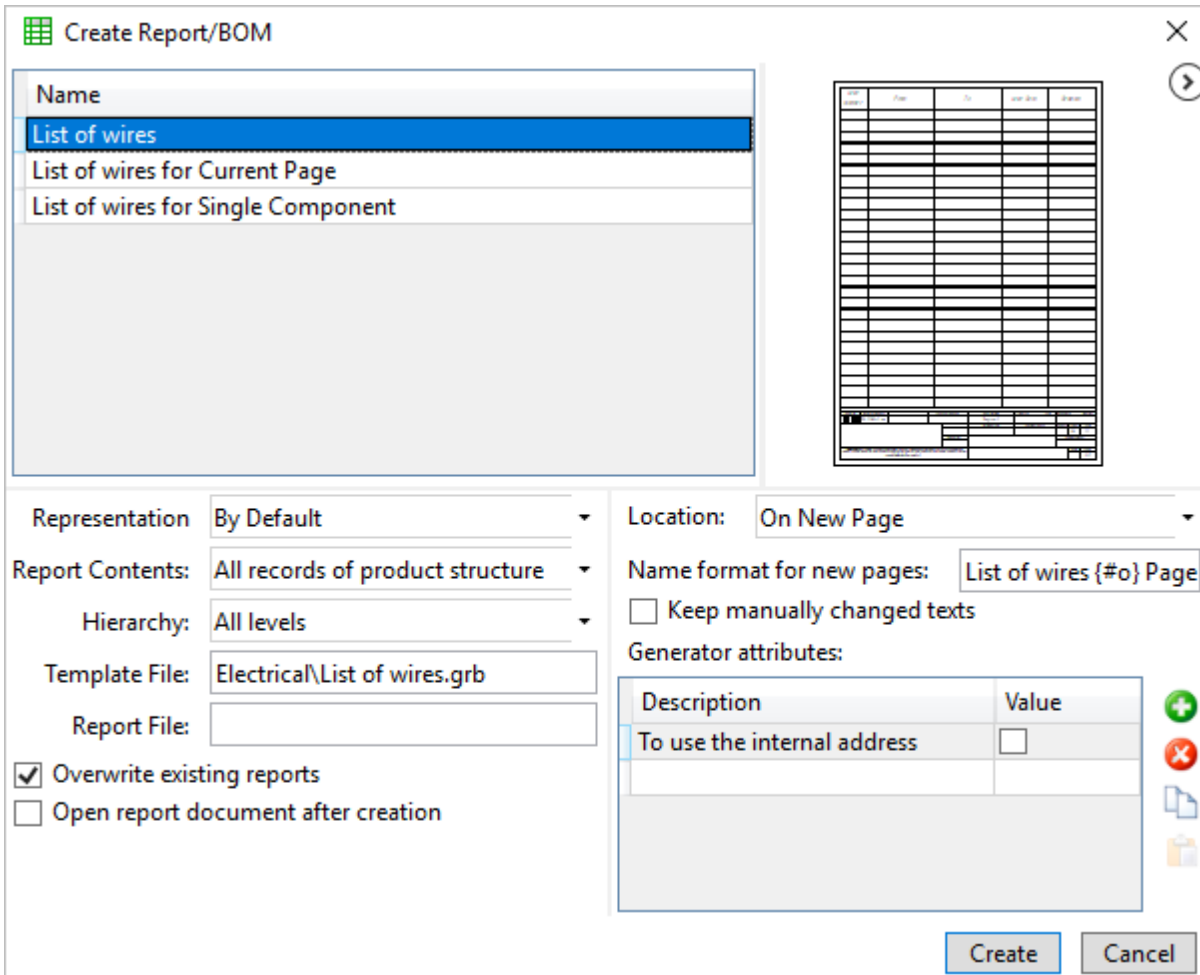 Create Report/BOM
Name
List of wires
List of wires for Current Page
List of wires for Single Component
Representation By Default
Report Contents: All records of product structure
Hierarchy: All levels
Template File: Electrical\List of wires.grb
Report File:
Overwrite existing reports
Open report document after creation
Location: On New Page
Name format for new pages: List of wires {#o} Page
Keep manually changed texts
Generator attributes:
Description Value
To use the internal address
Create Cancel